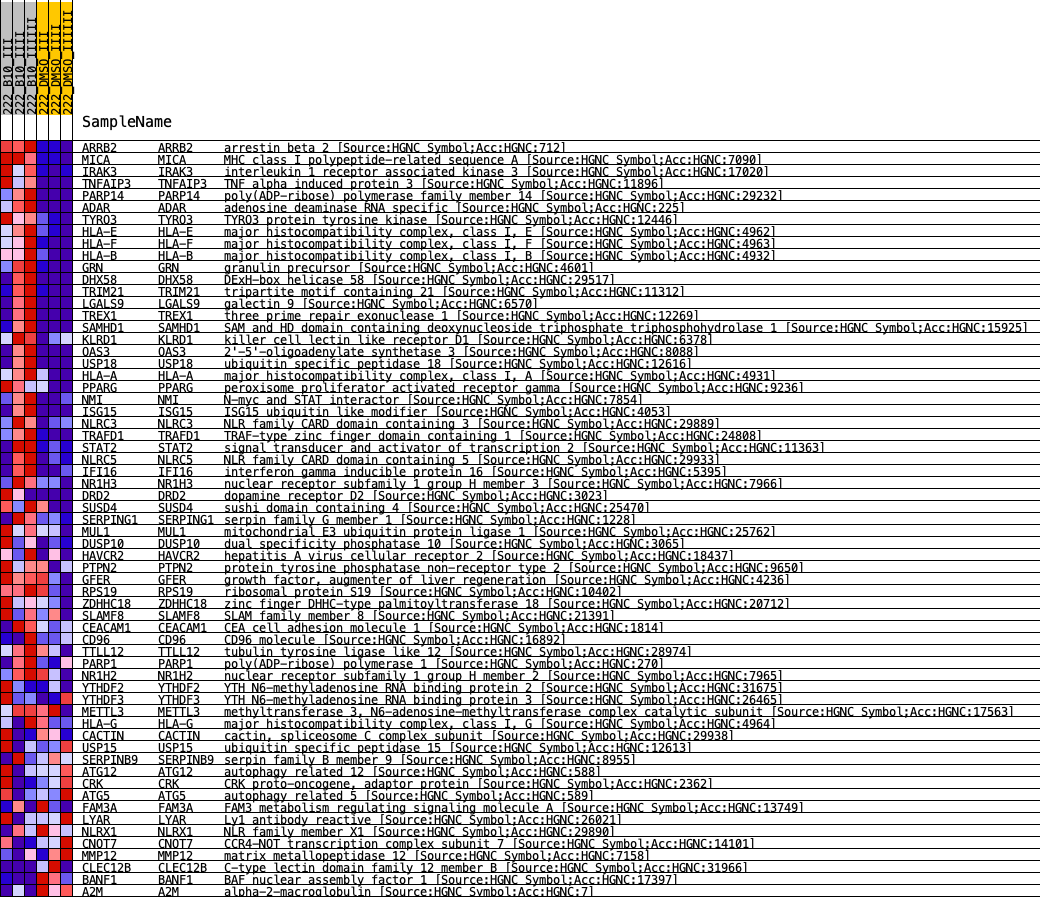 222_B10_III
222_B10_IIII
222_B10_IIIIII
222_DMSO_III
222_DMSO_IIII
222_DMSO_IIIIII
SampleName
ARRB2 ARRB2 arrestin beta 2 [Source:HGNC Symbol;Acc:HGNC:712]
MICA MICA MHC class I polypeptide-related sequence A [Source:HGNC Symbol;Acc:HGNC:7090]
IRAK3 IRAK3 interleukin 1 receptor associated kinase 3 [Source:HGNC Symbol;Acc:HGNC:17020]
TNFAIP3 TNFAIP3 TNF alpha induced protein 3 [Source:HGNC Symbol;Acc:HGNC:11896]
PARP14 PARP14 poly(ADP-ribose) polymerase family member 14 [Source:HGNC Symbol;Acc:HGNC:29232]
ADAR ADAR adenosine deaminase RNA specific [Source:HGNC Symbol;Acc:HGNC:225]
TYRO3 TYRO3 TYRO3 protein tyrosine kinase [Source:HGNC Symbol;Acc:HGNC:12446]
HLA-E HLA-E major histocompatibility complex, class I, E [Source:HGNC Symbol;Acc:HGNC:4962]
HLA-F HLA-F major histocompatibility complex, class I, F [Source:HGNC Symbol;Acc:HGNC:4963]
HLA-B HLA-B major histocompatibility complex, class I, B [Source:HGNC Symbol;Acc:HGNC:4932]
GRN GRN granulin precursor [Source:HGNC Symbol;Acc:HGNC:4601]
DHX58 DHX58 DExH-box helicase 58 [Source:HGNC Symbol;Acc:HGNC:29517]
TRIM21 TRIM21 tripartite motif containing 21 [Source:HGNC Symbol;Acc:HGNC:11312]
LGALS9 LGALS9 galectin 9 [Source:HGNC Symbol;Acc:HGNC:6570]
TREX1 TREX1 three prime repair exonuclease 1 [Source:HGNC Symbol;Acc:HGNC:12269]
SAMHD1 SAMHD1 SAM and HD domain containing deoxynucleoside triphosphate triphosphohydrolase 1 [Source:HGNC Symbol;Acc:HGNC:15925]
KLRD1 KLRD1 killer cell lectin like receptor D1 [Source:HGNC Symbol;Acc:HGNC:6378]
OAS3 OAS3 2'-5'-oligoadenylate synthetase 3 [Source:HGNC Symbol;Acc:HGNC:8088]
USP18 USP18 ubiquitin specific peptidase 18 [Source:HGNC Symbol;Acc:HGNC:12616]
HLA-A HLA-A major histocompatibility complex, class I, A [Source:HGNC Symbol;Acc:HGNC:4931]
PPARG PPARG peroxisome proliferator activated receptor gamma [Source:HGNC Symbol;Acc:HGNC:9236]
NMI NMI N-myc and STAT interactor [Source:HGNC Symbol;Acc:HGNC:7854]
ISG15 ISG15 ISG15 ubiquitin like modifier [Source:HGNC Symbol;Acc:HGNC:4053]
NLRC3 NLRC3 NLR family CARD domain containing 3 [Source:HGNC Symbol;Acc:HGNC:29889]
TRAFD1 TRAFD1 TRAF-type zinc finger domain containing 1 [Source:HGNC Symbol;Acc:HGNC:24808]
STAT2 STAT2 signal transducer and activator of transcription 2 [Source:HGNC Symbol;Acc:HGNC:11363]
NLRC5 NLRC5 NLR family CARD domain containing 5 [Source:HGNC Symbol;Acc:HGNC:29933]
IFI16 IFI16 interferon gamma inducible protein 16 [Source:HGNC Symbol;Acc:HGNC:5395]
NR1H3 NR1H3 nuclear receptor subfamily 1 group H member 3 [Source:HGNC Symbol;Acc:HGNC:7966]
DRD2 DRD2 dopamine receptor D2 [Source:HGNC Symbol;Acc:HGNC:3023]
SUSD4 SUSD4 sushi domain containing 4 [Source:HGNC Symbol;Acc:HGNC:25470]
SERPING1 SERPING1 serpin family G member 1 [Source:HGNC Symbol;Acc:HGNC:1228]
MUL1 MUL1 mitochondrial E3 ubiquitin protein ligase 1 [Source:HGNC Symbol;Acc:HGNC:25762]
DUSP10 DUSP10 dual specificity phosphatase 10 [Source:HGNC Symbol;Acc:HGNC:3065]
HAVCR2 HAVCR2 hepatitis A virus cellular receptor 2 [Source:HGNC Symbol;Acc:HGNC:18437]
PTPN2 PTPN2 protein tyrosine phosphatase non-receptor type 2 [Source:HGNC Symbol;Acc:HGNC:9650]
GFER GFER growth factor, augmenter of liver regeneration [Source:HGNC Symbol;Acc:HGNC:4236]
RPS19 RPS19 ribosomal protein S19 [Source:HGNC Symbol;Acc:HGNC:10402]
ZDHHC18 ZDHHC18 zinc finger DHHC-type palmitoyltransferase 18 [Source:HGNC Symbol;Acc:HGNC:20712]
SLAMF8 SLAMF8 SLAM family member 8 [Source:HGNC Symbol;Acc:HGNC:21391]
CEACAM1 CEACAM1 CEA cell adhesion molecule 1 [Source:HGNC Symbol;Acc:HGNC:1814]
CD96 CD96 CD96 molecule [Source:HGNC Symbol;Acc:HGNC:16892]
TTLL12 TTLL12 tubulin tyrosine ligase like 12 [Source:HGNC Symbol;Acc:HGNC:28974]
PARP1 PARP1 poly(ADP-ribose) polymerase 1 [Source:HGNC Symbol;Acc:HGNC:270]
NR1H2 NR1H2 nuclear receptor subfamily 1 group H member 2 [Source:HGNC Symbol;Acc:HGNC:7965]
YTHDF2 YTHDF2 YTH N6-methyladenosine RNA binding protein 2 [Source:HGNC Symbol;Acc:HGNC:31675]
YTHDF3 YTHDF3 YTH N6-methyladenosine RNA binding protein 3 [Source:HGNC Symbol;Acc:HGNC:26465]
METTL3 METTL3 methyltransferase 3, N6-adenosine-methyltransferase complex catalytic subunit [Source:HGNC Symbol;Acc:HGNC:17563]
HLA-G HLA-G major histocompatibility complex, class I, G [Source:HGNC Symbol;Acc:HGNC:4964]
CACTIN CACTIN cactin, spliceosome C complex subunit [Source:HGNC Symbol;Acc:HGNC:29938]
USP15 USP15 ubiquitin specific peptidase 15 [Source:HGNC Symbol;Acc:HGNC:12613]
SERPINB9 SERPINB9 serpin family B member 9 [Source:HGNC Symbol;Acc:HGNC:8955]
ATG12 ATG12 autophagy related 12 [Source:HGNC Symbol;Acc:HGNC:588]
CRK CRK CRK proto-oncogene, adaptor protein [Source:HGNC Symbol;Acc:HGNC:2362]
ATG5 ATG5 autophagy related 5 [Source:HGNC Symbol;Acc:HGNC:589]
FAM3A FAM3A FAM3 metabolism regulating signaling molecule A [Source:HGNC Symbol;Acc:HGNC:13749]
LYAR LYAR Ly1 antibody reactive [Source:HGNC Symbol;Acc:HGNC:26021]
NLRX1 NLRX1 NLR family member X1 [Source:HGNC Symbol;Acc:HGNC:29890]
CNOT7 CNOT7 CCR4-NOT transcription complex subunit 7 [Source:HGNC Symbol;Acc:HGNC:14101]
MMP12 MMP12 matrix metallopeptidase 12 [Source:HGNC Symbol;Acc:HGNC:7158]
CLEC12B CLEC12B C-type lectin domain family 12 member B [Source:HGNC Symbol;Acc:HGNC:31966]
BANF1 BANF1 BAF nuclear assembly factor 1 [Source:HGNC Symbol;Acc:HGNC:17397]
A2M A2M alpha-2-macroglobulin [Source:HGNC Symbol;Acc:HGNC:7]